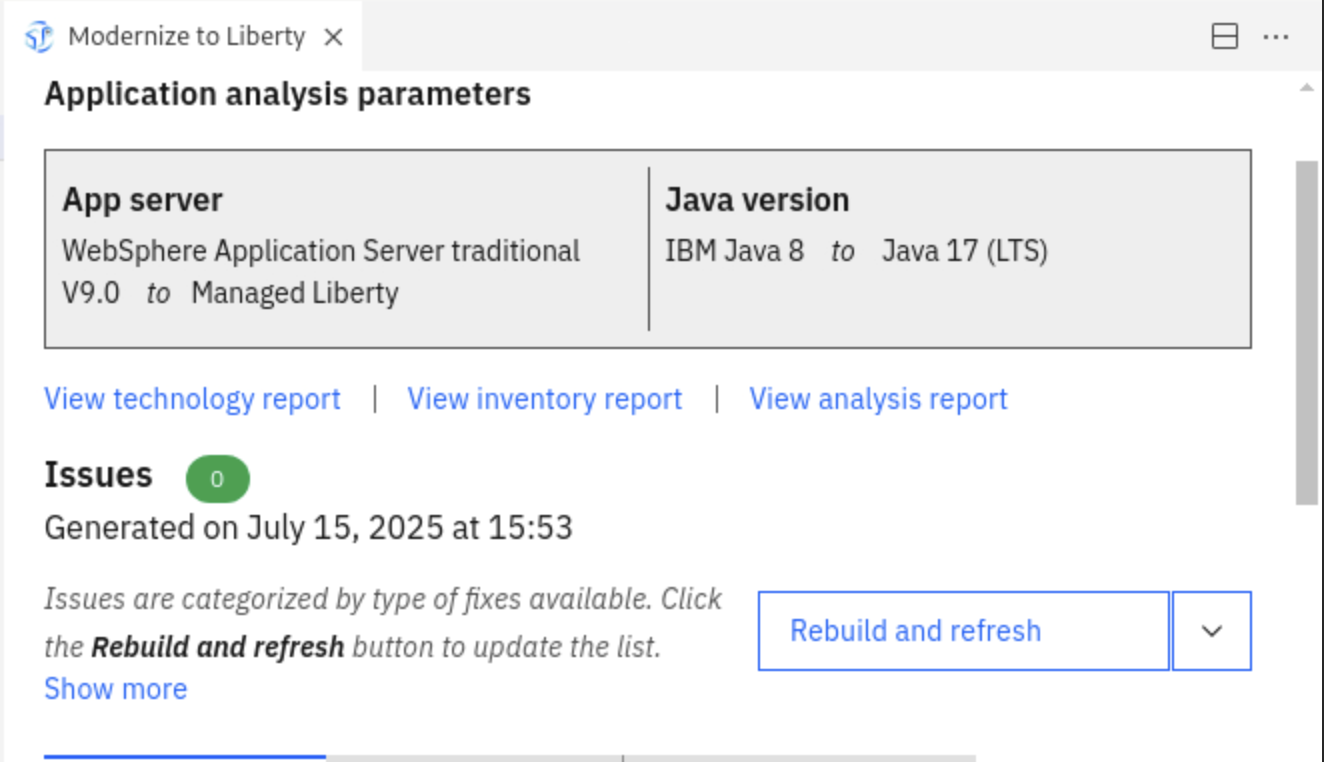 Modernize to Liberty
Application analysis parameters
App server
WebSphere Application Server traditional
V9.0 to Managed Liberty
Java version
IBM Java 8 to Java 17 (LTS)
View technology report | View inventory report | View analysis report
Issues 0
Generated on July 15, 2025 at 15:53
Issues are categorized by type of fixes available. Click
the Rebuild and refresh button to update the list.
Show more
Rebuild and refresh